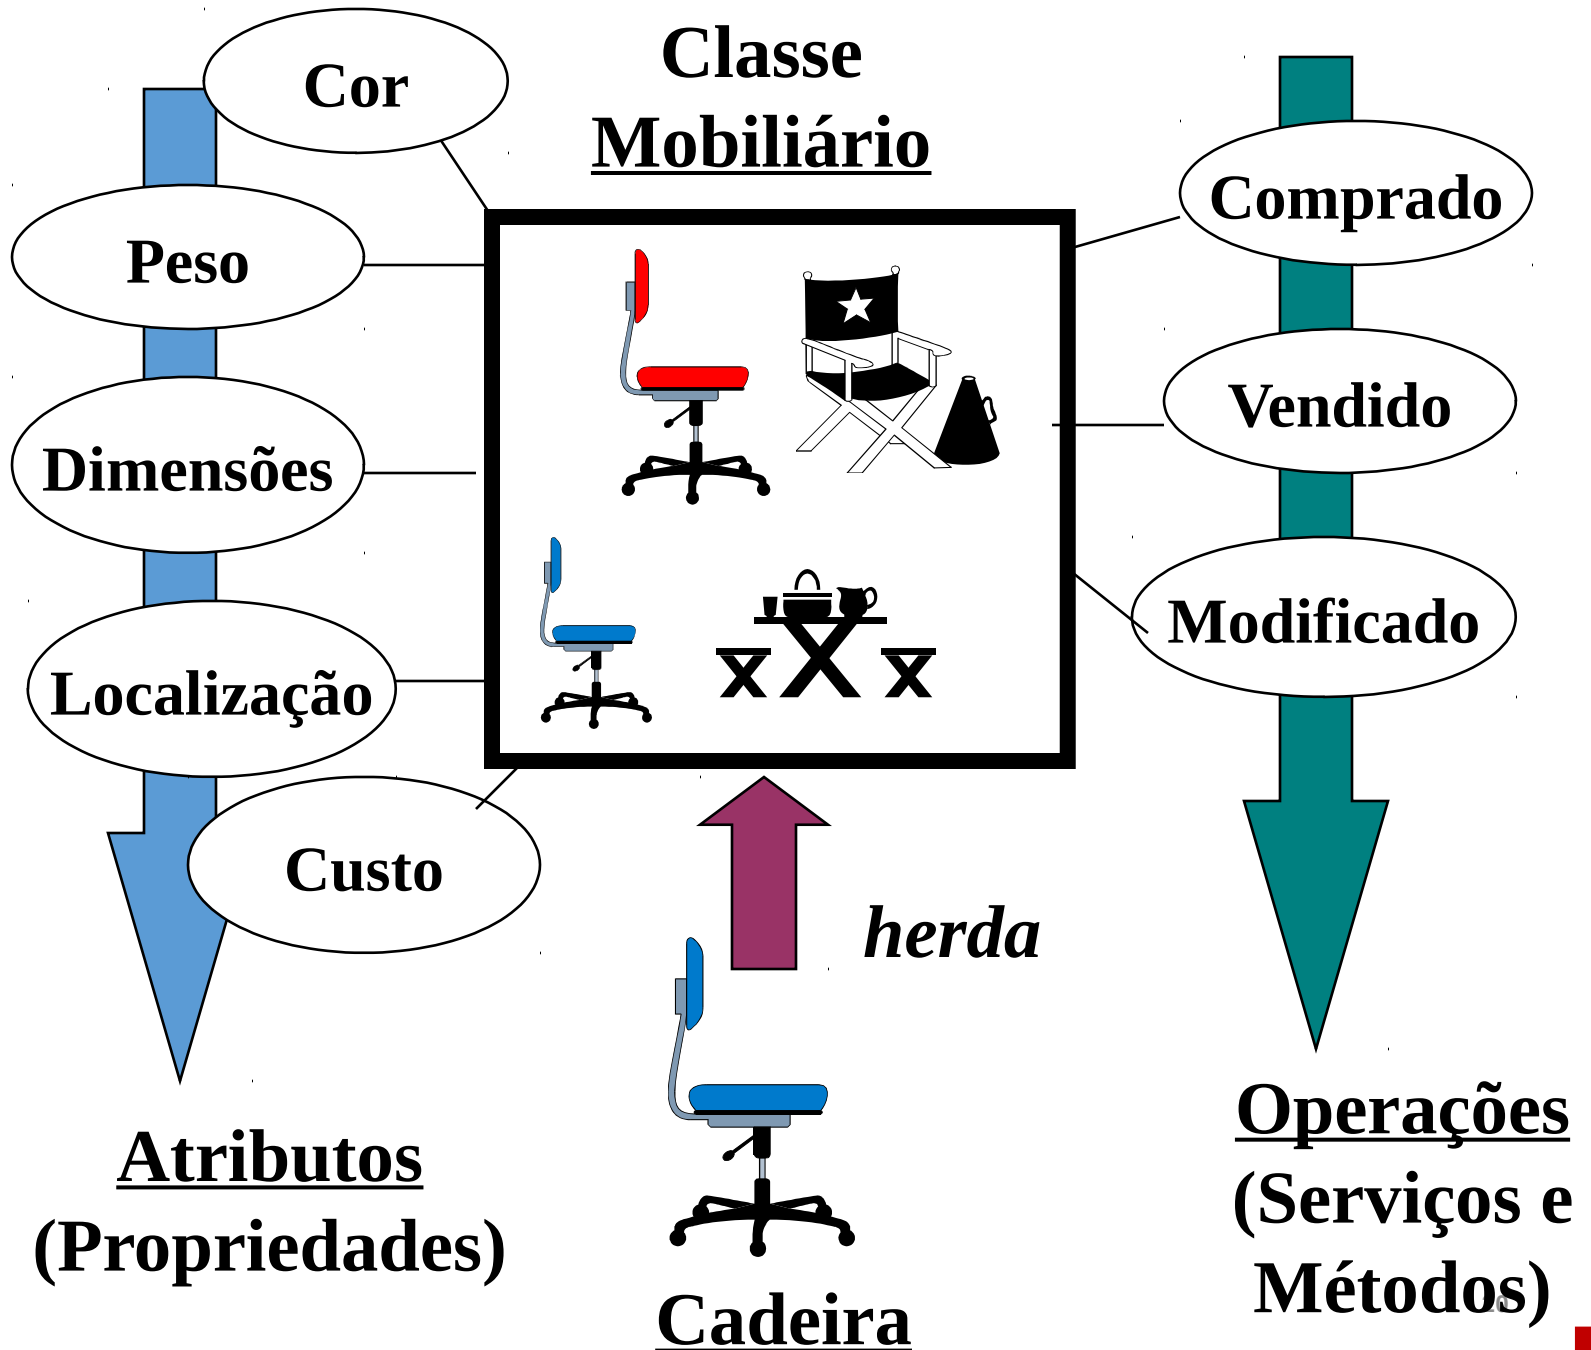 Classe
Mobiliário
Cor
Peso
Dimensões
Localização
Custo
Comprado
Vendido
Modificado
herda
Atributos
(Propriedades)
Cadeira
Operações
(Serviços e
Métodos)